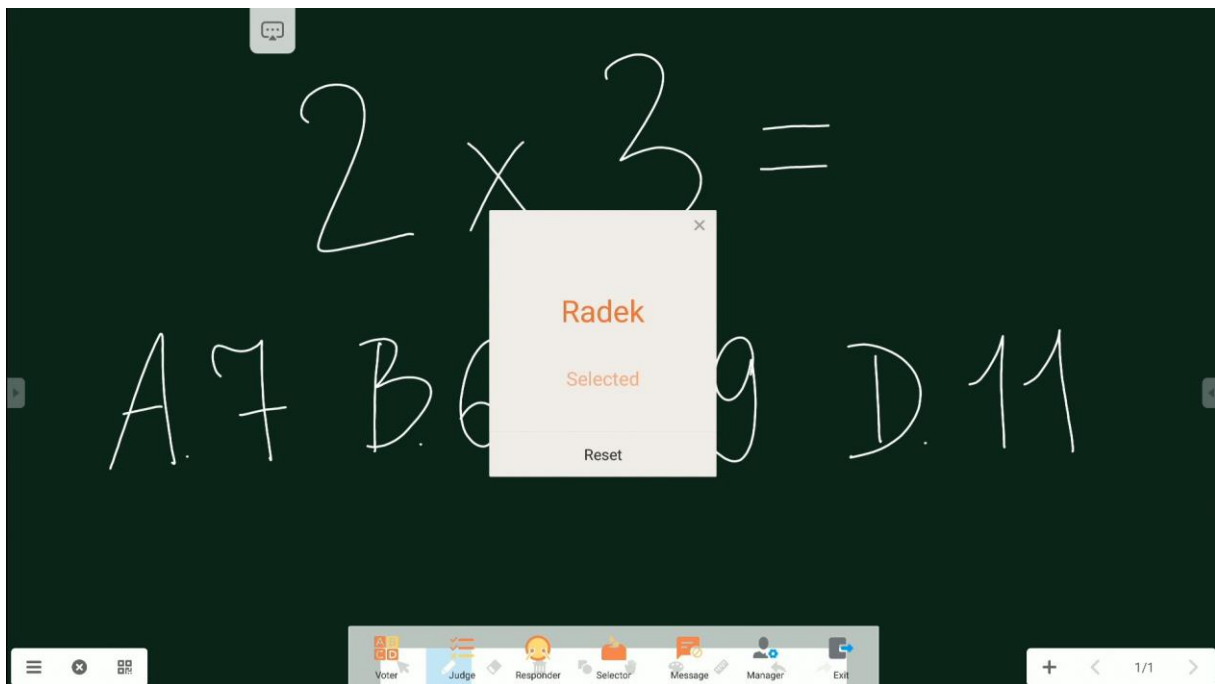 2 x 3 =
Radek
Selected
A. 7 B. 6 9 D. 11
Reset
Voter Judge Responder Selector Message Manager Exit
1/1